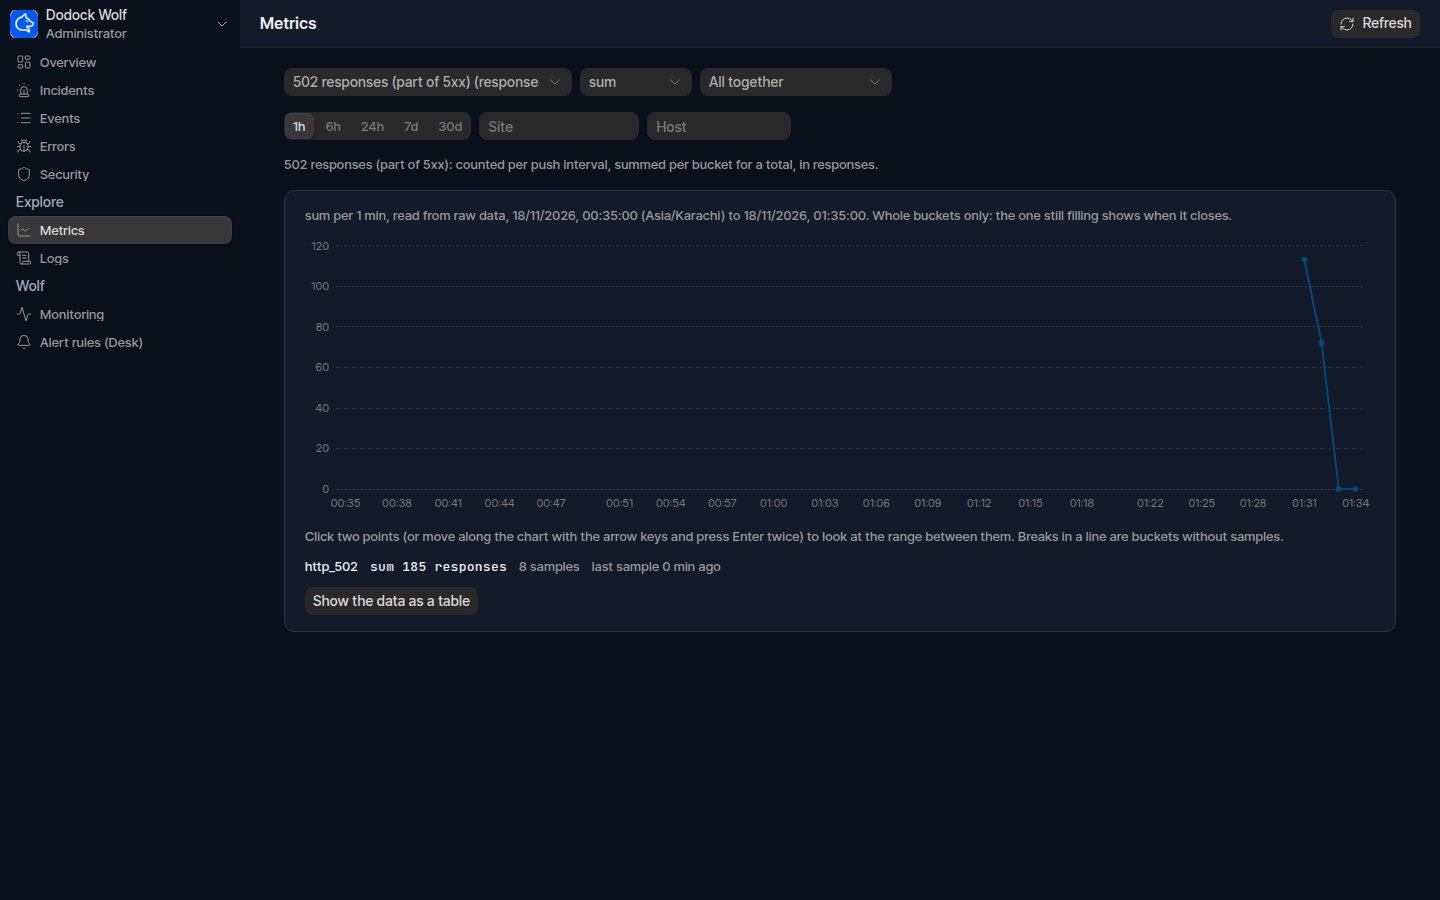 Dodock Wolf
Administrator
Overview
Incidents
Events
Errors
Security
Explore
Metrics
Logs
Wolf
Monitoring
Alert rules (Desk)
Metrics
Refresh
502 responses (part of 5xx) (response
sum
All together
1h 6h 24h 7d 30d Site Host
502 responses (part of 5xx): counted per push interval, summed per bucket for a total, in responses.
sum per 1 min, read from raw data, 18/11/2026, 00:35:00 (Asia/Karachi) to 18/11/2026, 01:35:00. Whole buckets only: the one still filling shows when it closes.
120
100
80
60
40
20
0
00:35 00:38 00:41 00:44 00:47 00:51 00:54 00:57 01:00 01:03 01:06 01:09 01:12 01:15 01:18 01:22 01:25 01:28 01:31 01:34
Click two points (or move along the chart with the arrow keys and press Enter twice) to look at the range between them. Breaks in a line are buckets without samples.
http_502 sum 185 responses 8 samples last sample 0 min ago
Show the data as a table